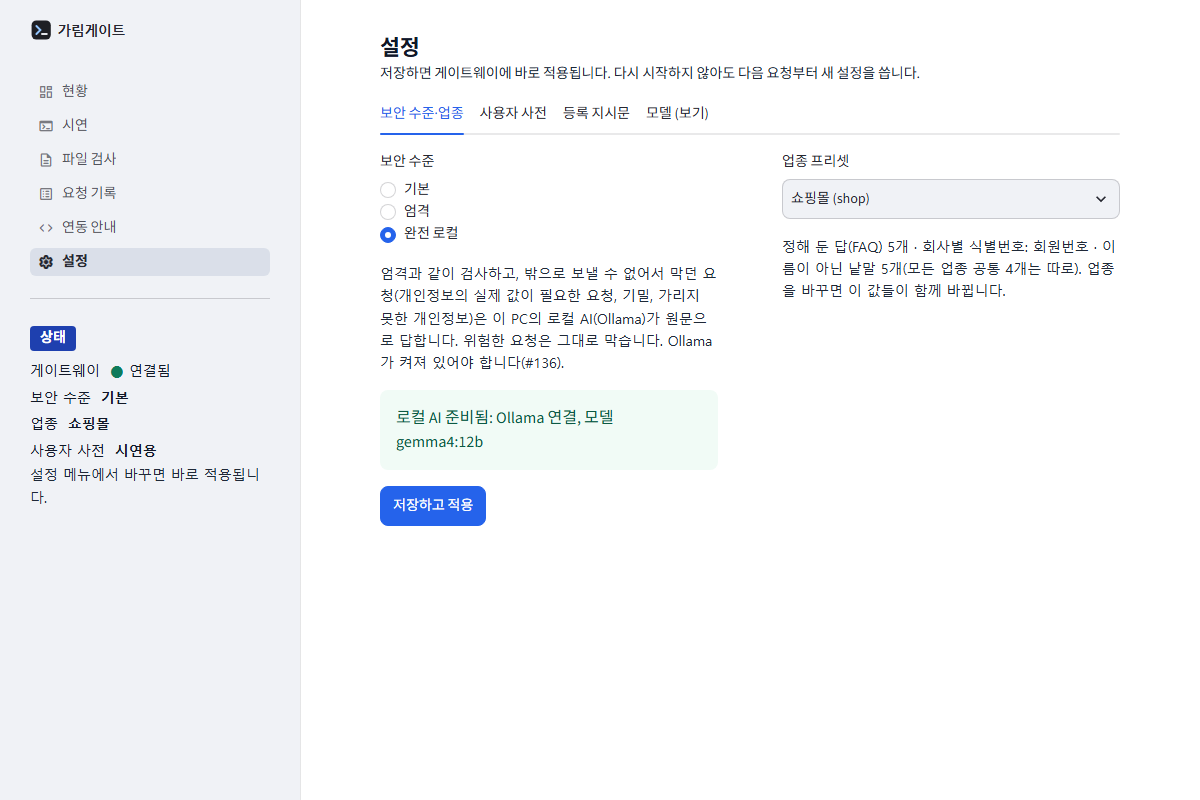 가림게이트
현황
시연
파일 검사
요청 기록
연동 안내
설정
상태
게이트웨이 연결됨
보안 수준 기본
업종 쇼핑몰
사용자 사전 시연용
설정 메뉴에서 바꾸면 바로 적용됩니
다.
설정
저장하면 게이트웨이에 바로 적용됩니다. 다시 시작하지 않아도 다음 요청부터 새 설정을 씁니다.
보안 수준·업종 사용자 사전 등록 지시문 모델 (보기)
보안 수준
기본
엄격
완전 로컬
엄격과 같이 검사하고, 밖으로 보낼 수 없어서 막던 요
청(개인정보의 실제 값이 필요한 요청, 기밀, 가리지
못한 개인정보)은 이 PC의 로컬 AI(Ollama)가 원문으
로 답합니다. 위험한 요청은 그대로 막습니다. Ollama
가 켜져 있어야 합니다(#136).
로컬 AI 준비됨: Ollama 연결, 모델
gemma4:12b
저장하고 적용
업종 프리셋
쇼핑몰 (shop)
정해 둔 답(FAQ) 5개 · 회사별 식별번호: 회원번호 · 이
름이 아닌 낱말 5개(모든 업종 공통 4개는 따로). 업종
을 바꾸면 이 값들이 함께 바뀝니다.